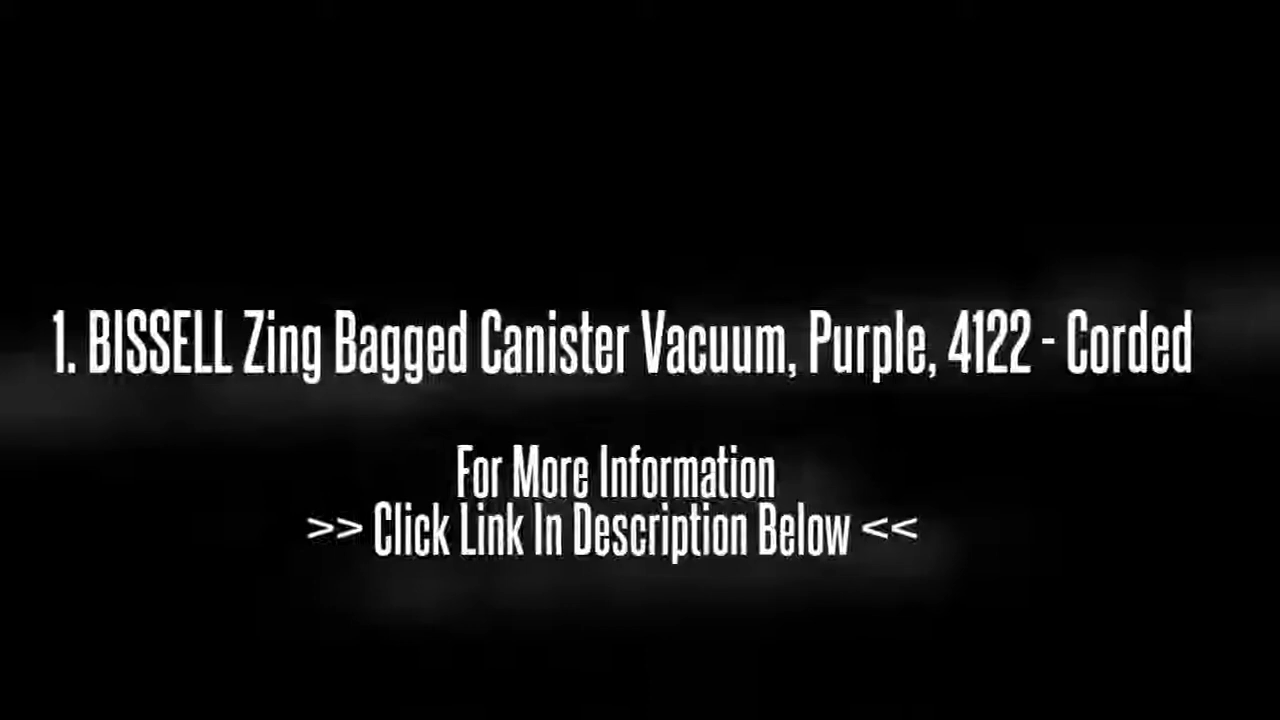 1. BISSELL Zing Bagged Canister Vacuum, Purple, 4122 - Corded
For More Information
>> Click Link In Description Below <<